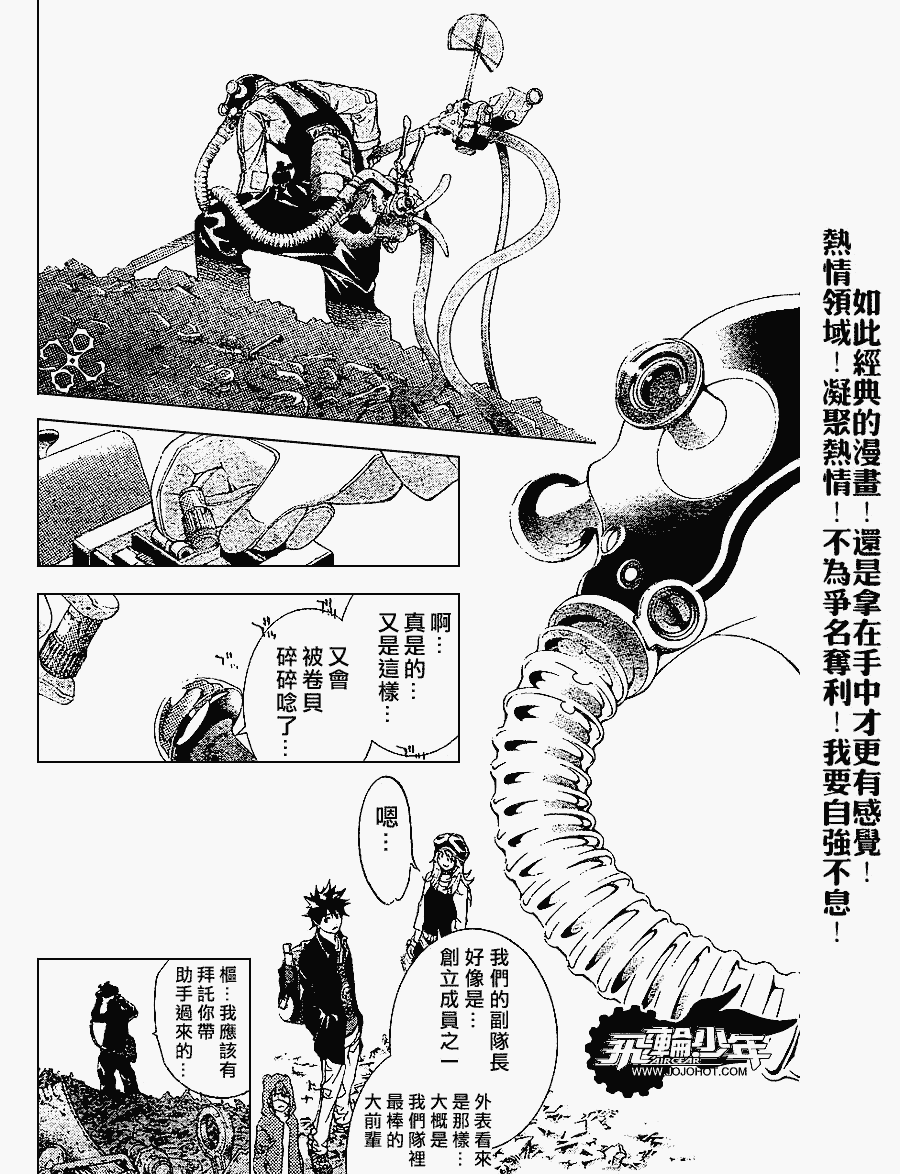 如此經典的漫畫！還是拿在手中才更有感覺！
熱情領域！凝聚熱情！不為爭名奪利！我要自強不息！
啊…
真是的…
又是這樣…
又會
被卷貝
碎碎唸了…
嗯…
我們的副隊長
好像是…
創立成員之一
外表看來
是那樣…
大概是
我們隊裡
最棒的
大前輩
樞…我應該有
拜託你帶
助手過來的…
飛輪少年
AIR GEAR
WWW.JOJOHOT.COM